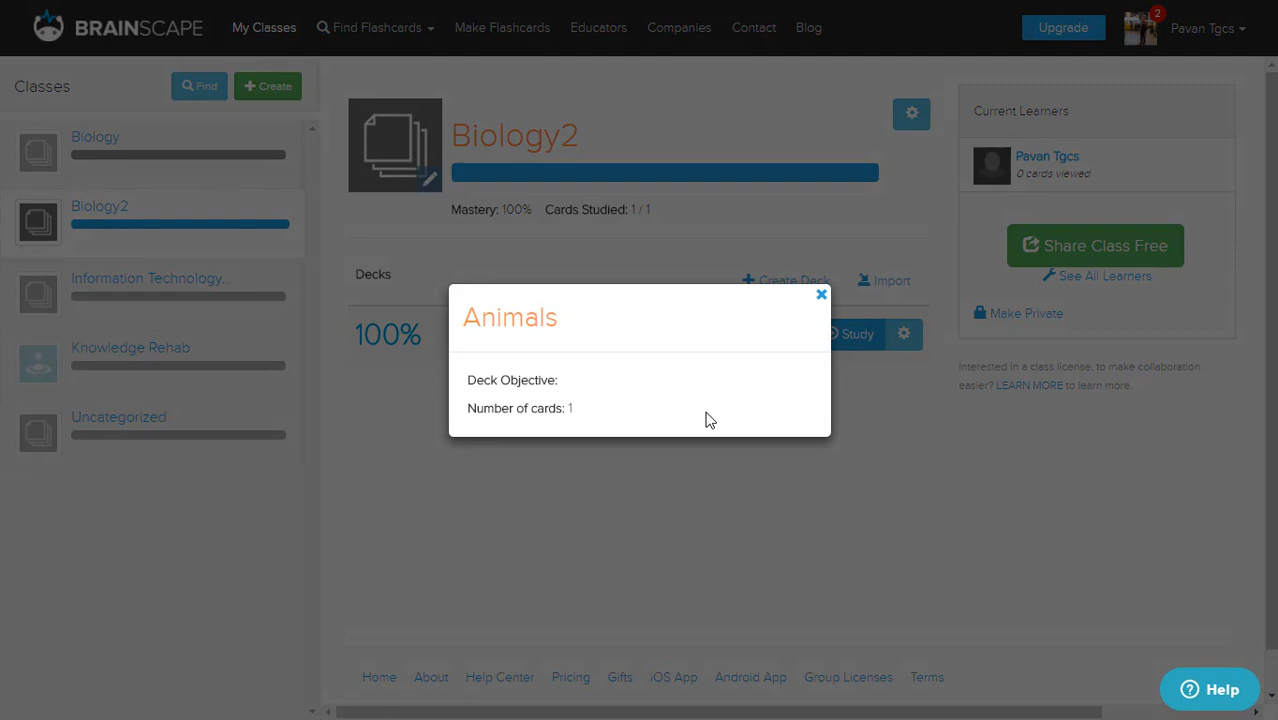 BRAINSCAPE My Classes Find Flashcards Make Flashcards Educators Companies Contact Blog Upgrade 2 Pavan Tgcs
Classes Find Create
Biology
Biology2
Information Technology...
Knowledge Rehab
Uncategorized
Biology2
Mastery: 100% Cards Studied: 1 / 1
Decks Create Deck Import
100% Study
Animals
Deck Objective:
Number of cards: 1
Current Learners
Pavan Tgcs
0 cards viewed
Share Class Free
See All Learners
Make Private
Interested in a class license, to make collaboration
easier? LEARN MORE to learn more.
Home About Help Center Pricing Gifts iOS App Android App Group Licenses Terms
Help